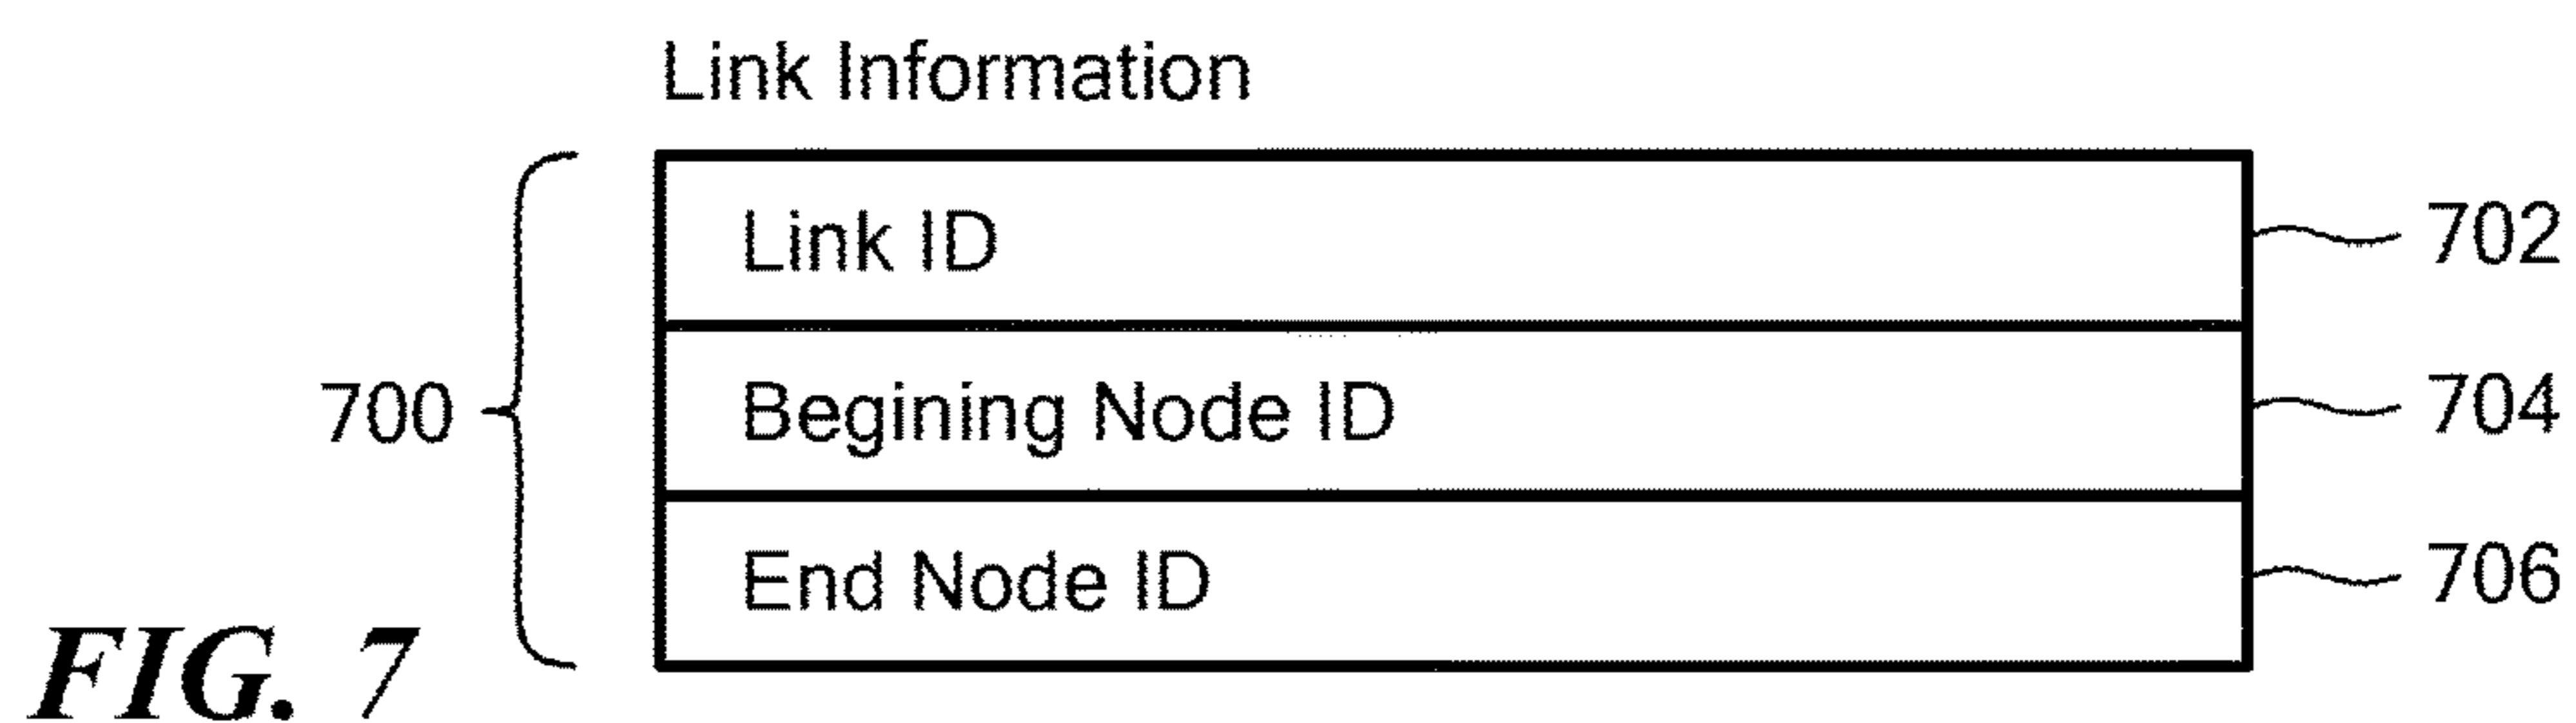 Link Information
Link ID 702
700 Begining Node ID 704
End Node ID 706
FIG. 7